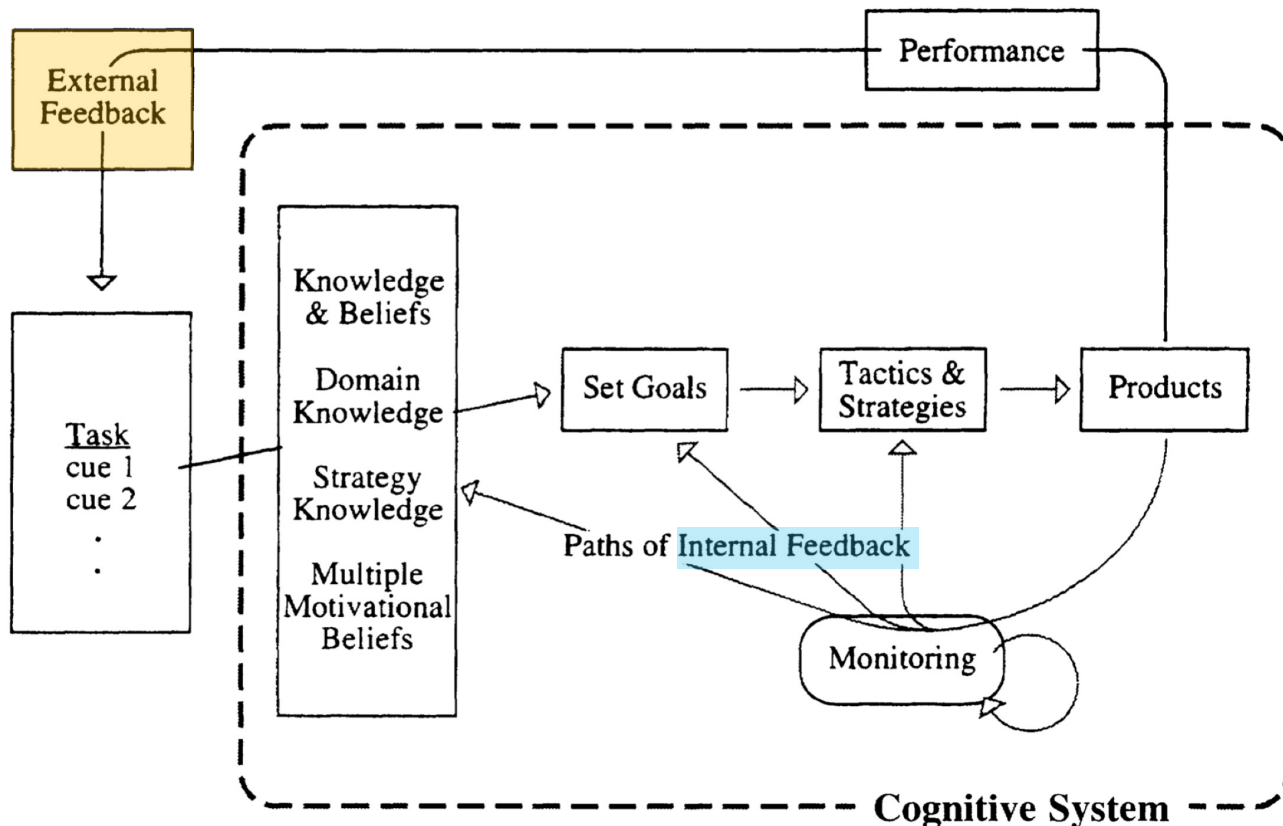 External
Feedback
Performance
Knowledge
& Beliefs
Domain
Knowledge
Strategy
Knowledge
Multiple
Motivational
Beliefs
Set Goals
Tactics &
Strategies
Products
Task
cue 1
cue 2
.
.
Paths of Internal Feedback
Monitoring
Cognitive System